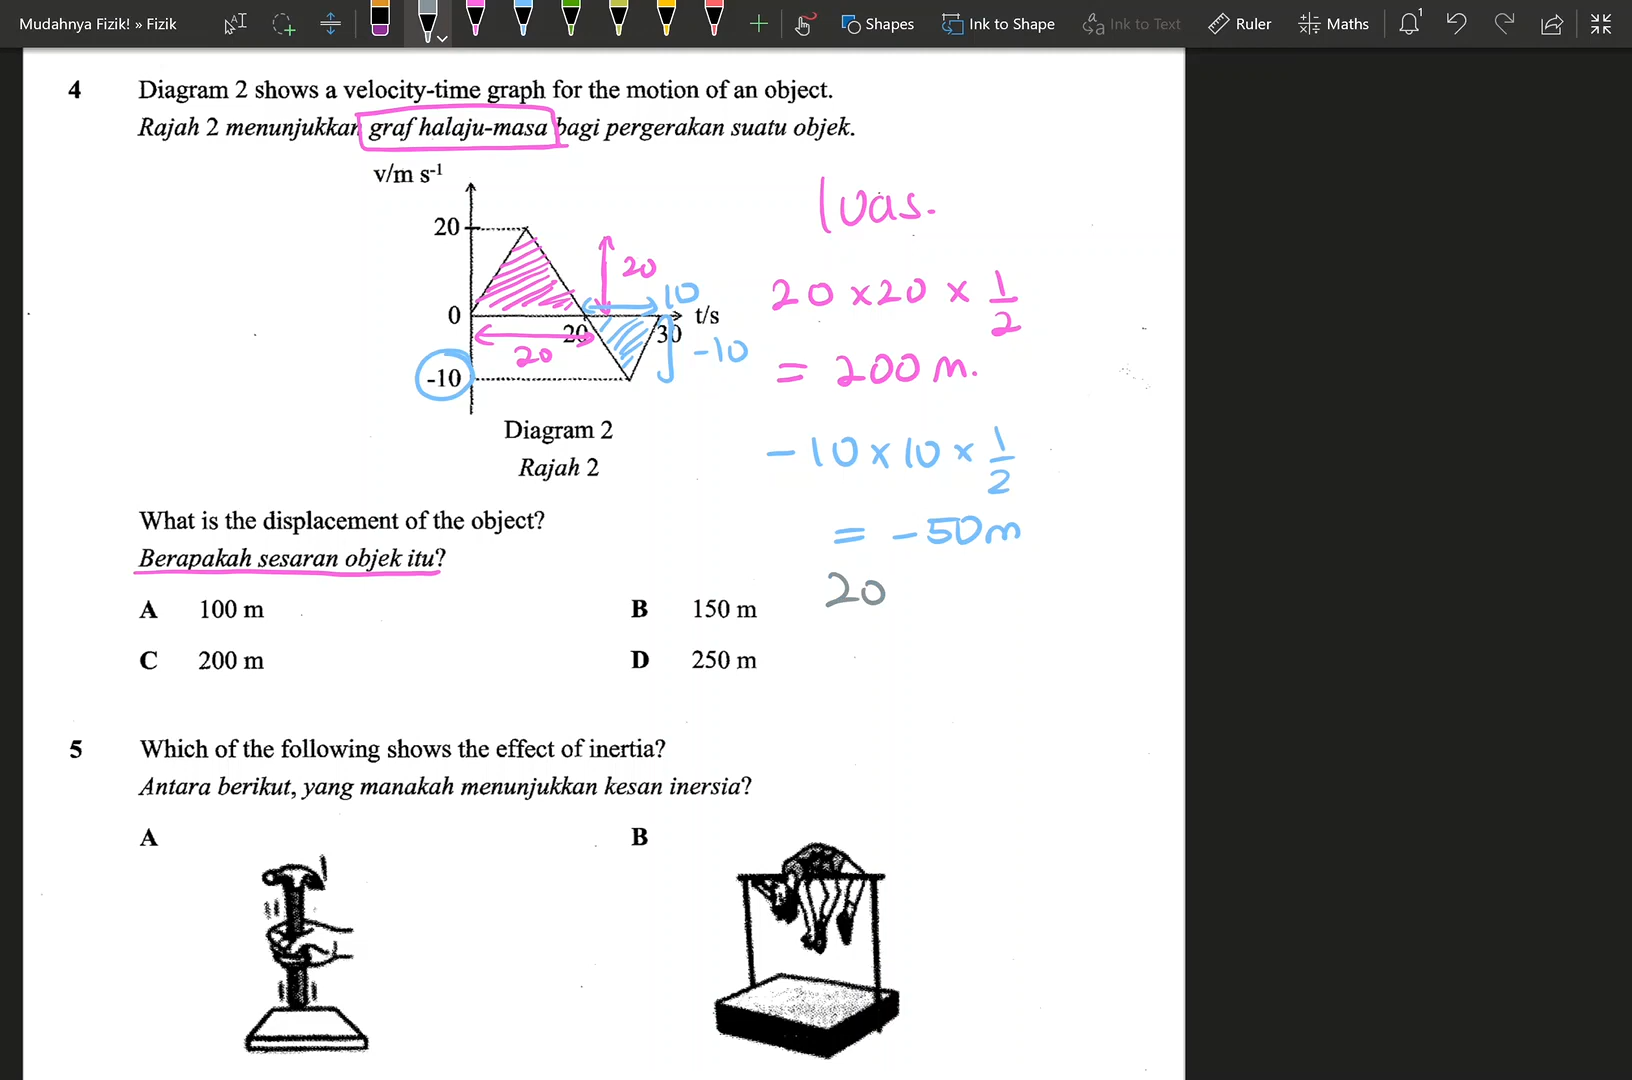 Mudahnya Fizik! » Fizik
Shapes
Ink to Shape
Ink to Text
Ruler
Maths
1
4 Diagram 2 shows a velocity-time graph for the motion of an object.
Rajah 2 menunjukkan graf halaju-masa bagi pergerakan suatu objek.
v/m s⁻¹
20
0
-10
20
30
t/s
20
20
10
-10
Diagram 2
Rajah 2
luas.
20 × 20 × 1/2
= 200 m.
- 10 × 10 × 1/2
= - 50 m
20
What is the displacement of the object?
Berapakah sesaran objek itu?
A 100 m B 150 m
C 200 m D 250 m
5 Which of the following shows the effect of inertia?
Antara berikut, yang manakah menunjukkan kesan inersia?
A B